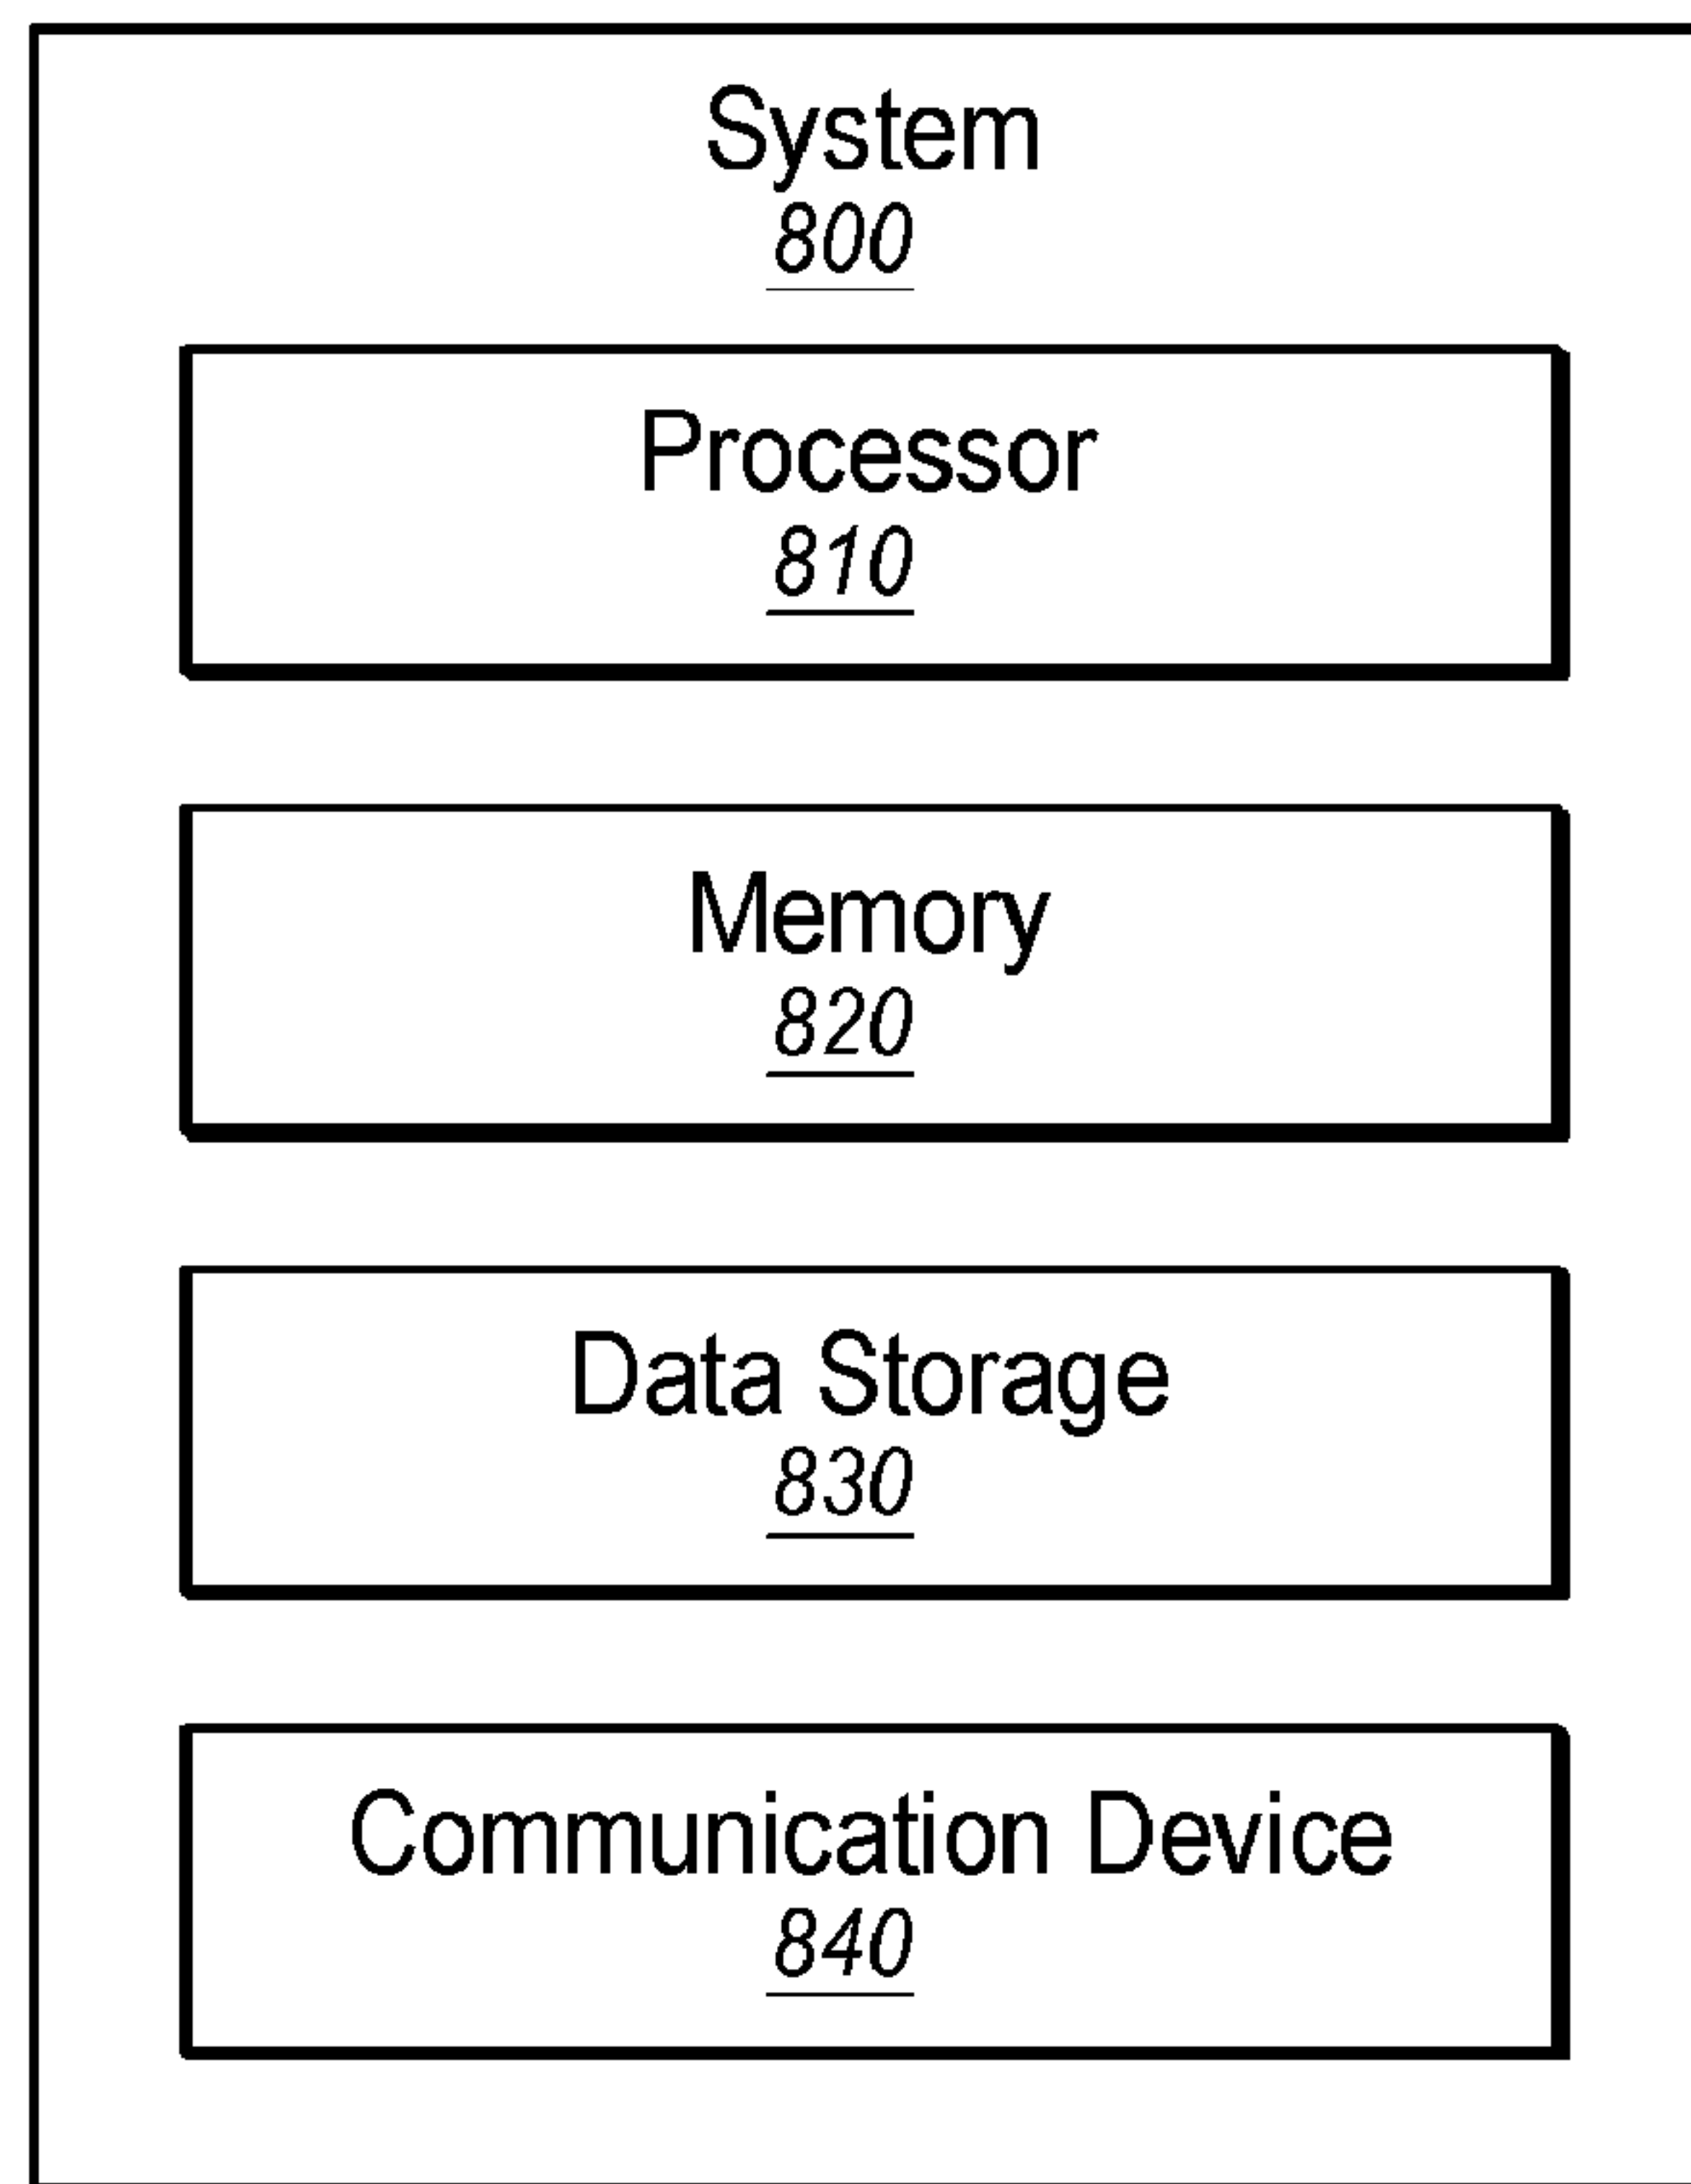 System
800
Processor
810
Memory
820
Data Storage
830
Communication Device
840